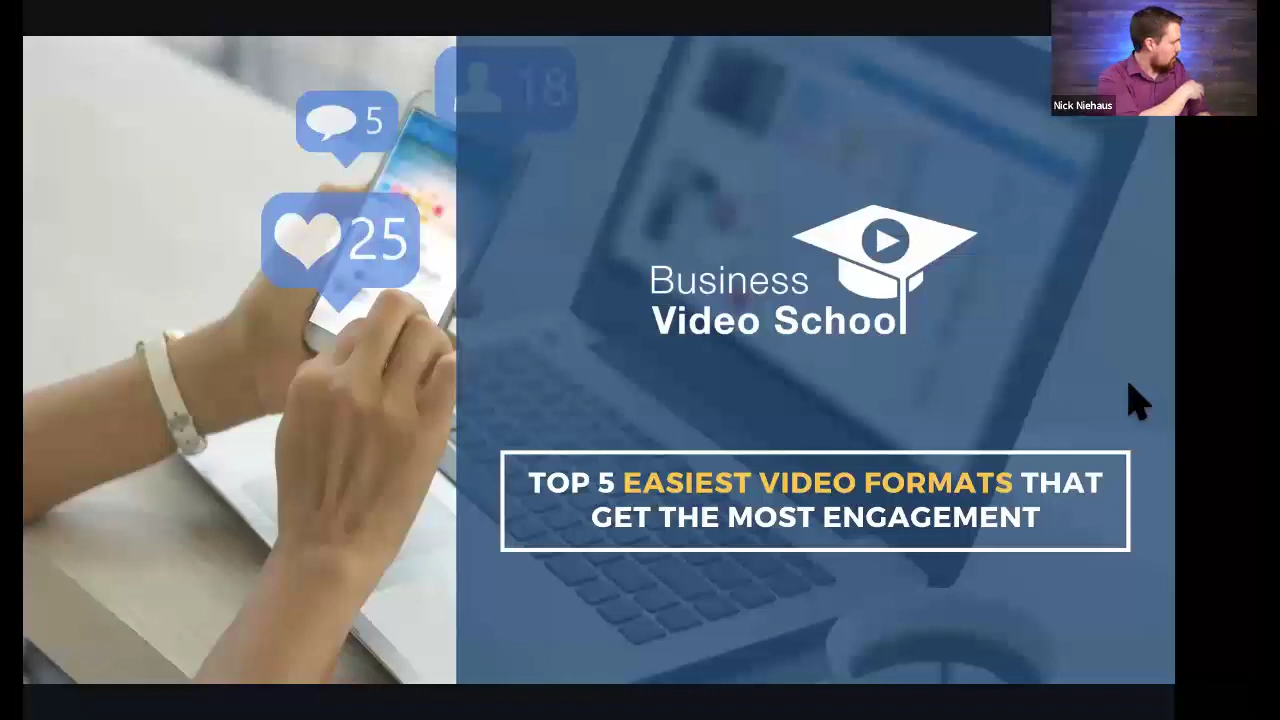 18
5
25
Nick Niehaus
Business
Video School
TOP 5 EASIEST VIDEO FORMATS THAT
GET THE MOST ENGAGEMENT